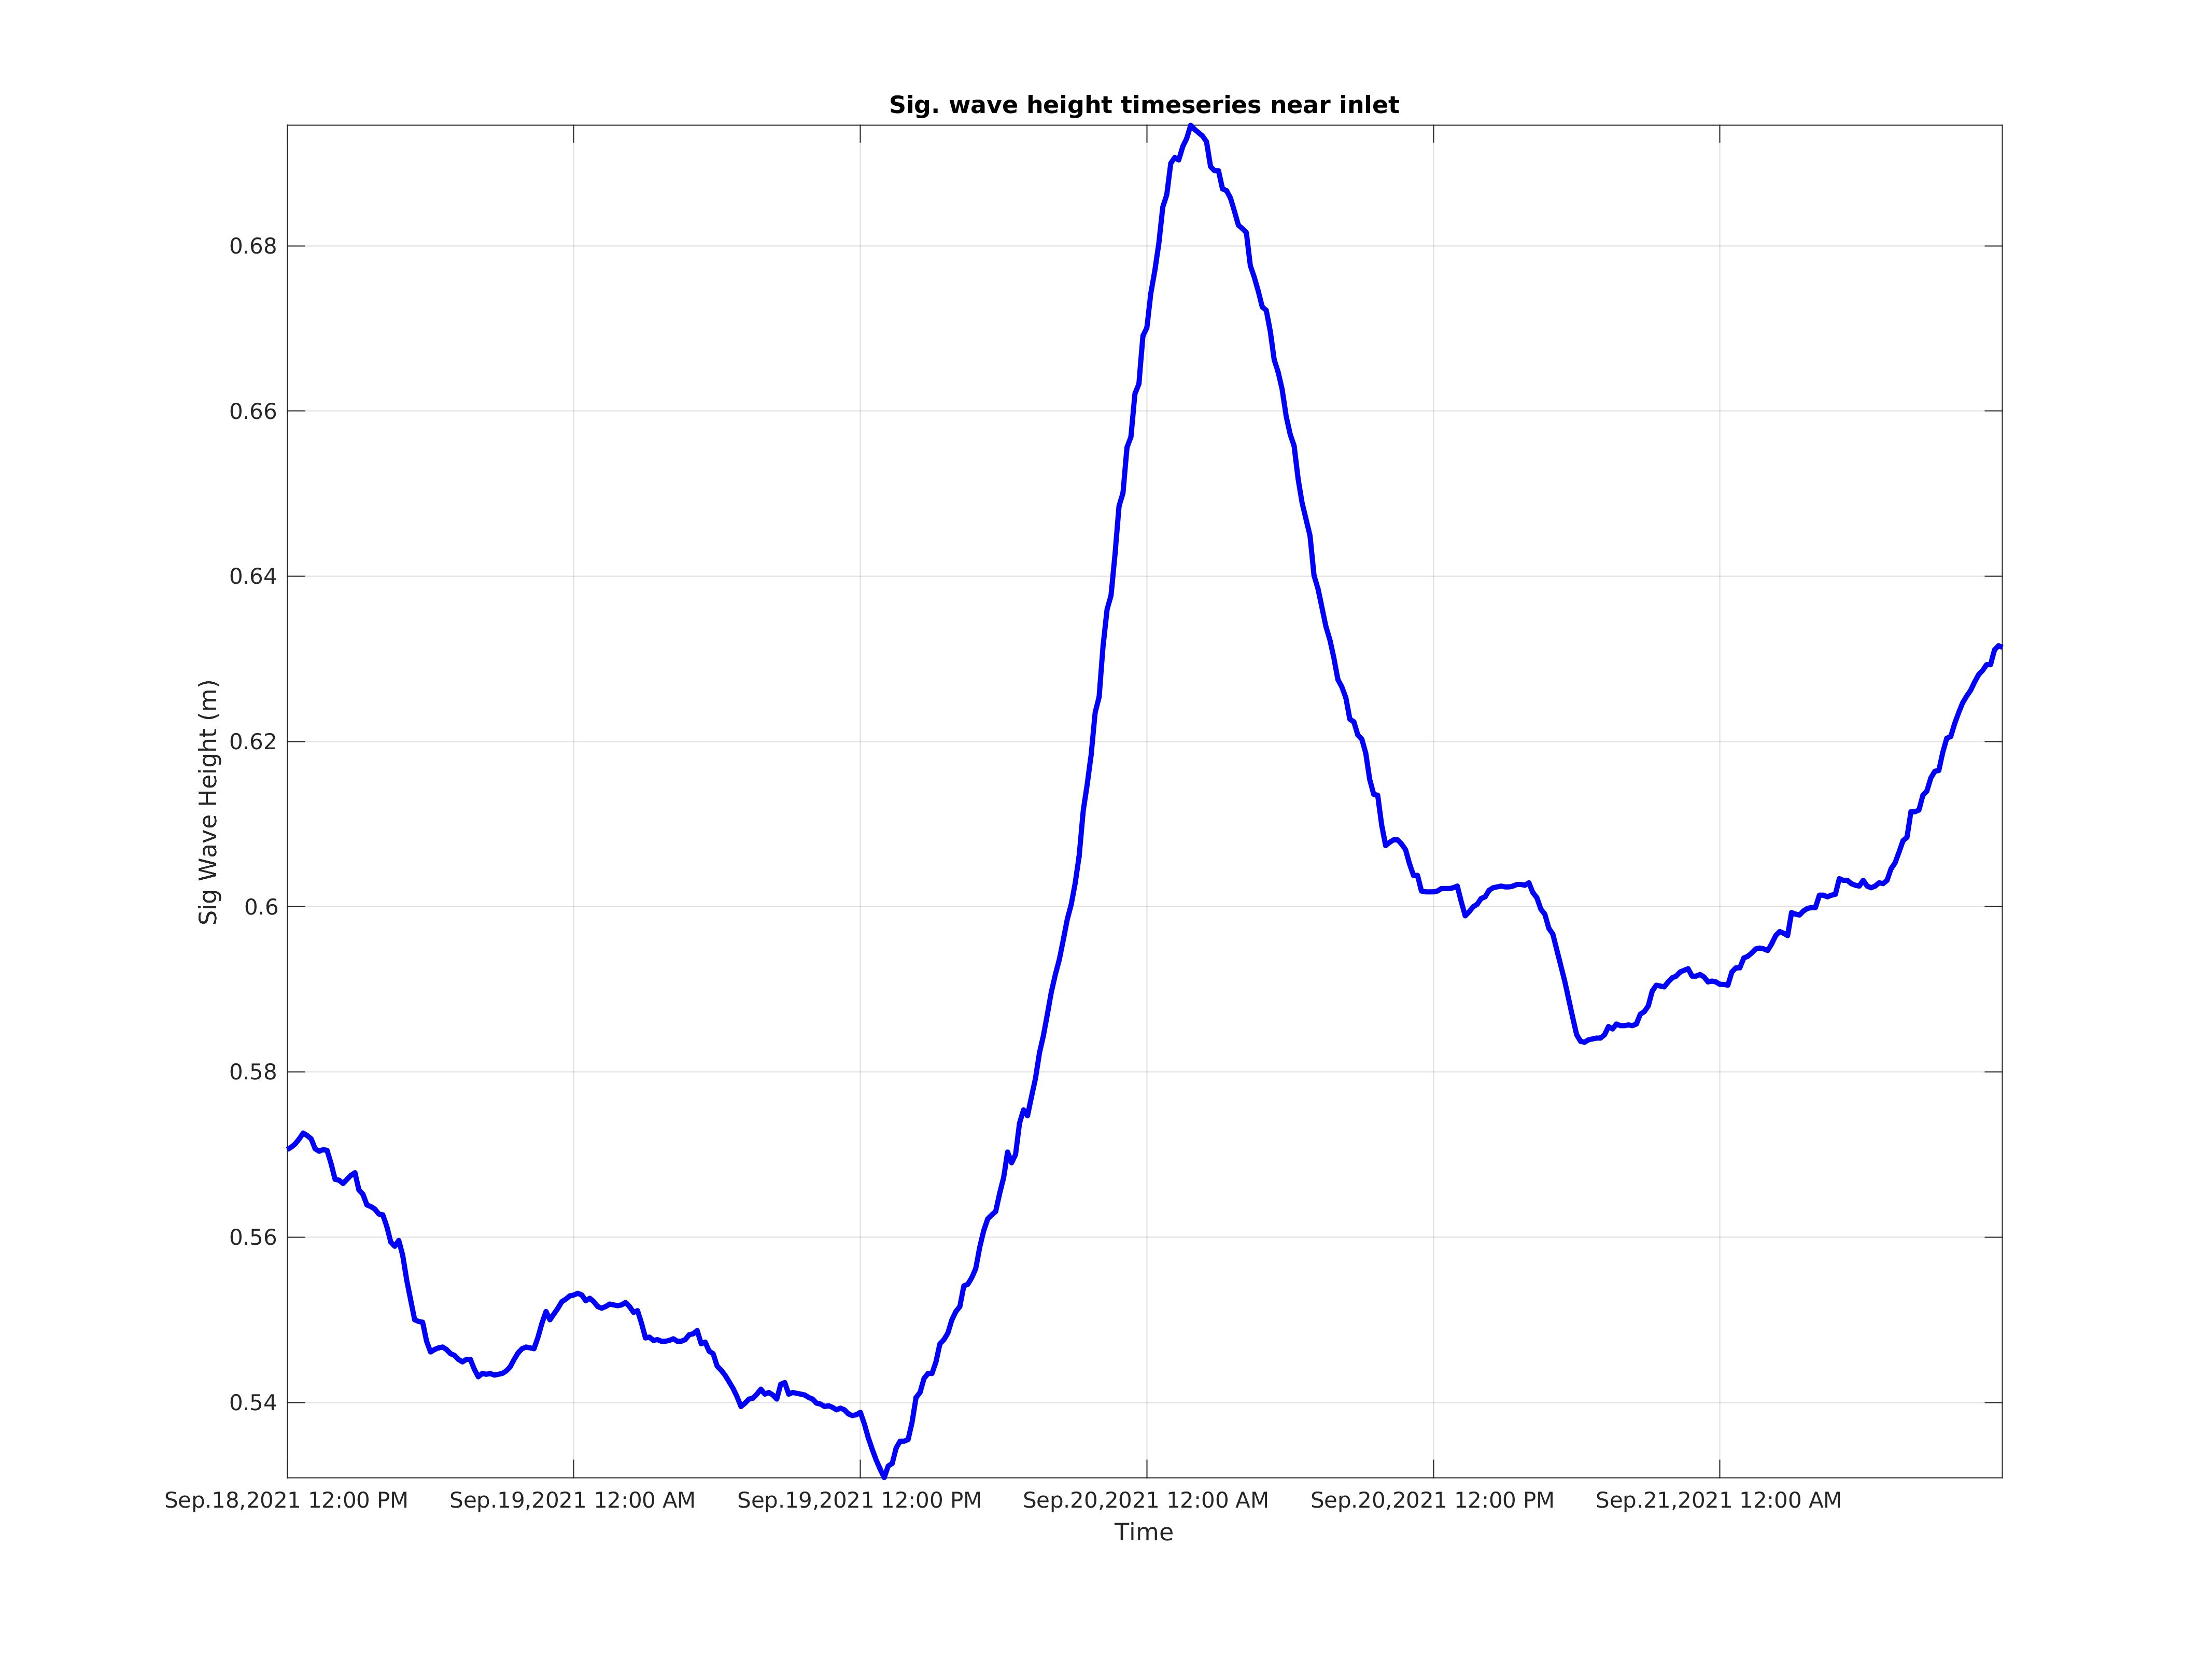 Sig. wave height timeseries near inlet
0.68
0.66
0.64
0.62
0.6
0.58
0.56
0.54
Sig Wave Height (m)
Sep.18,2021 12:00 PM
Sep.19,2021 12:00 AM
Sep.19,2021 12:00 PM
Sep.20,2021 12:00 AM
Sep.20,2021 12:00 PM
Sep.21,2021 12:00 AM
Time